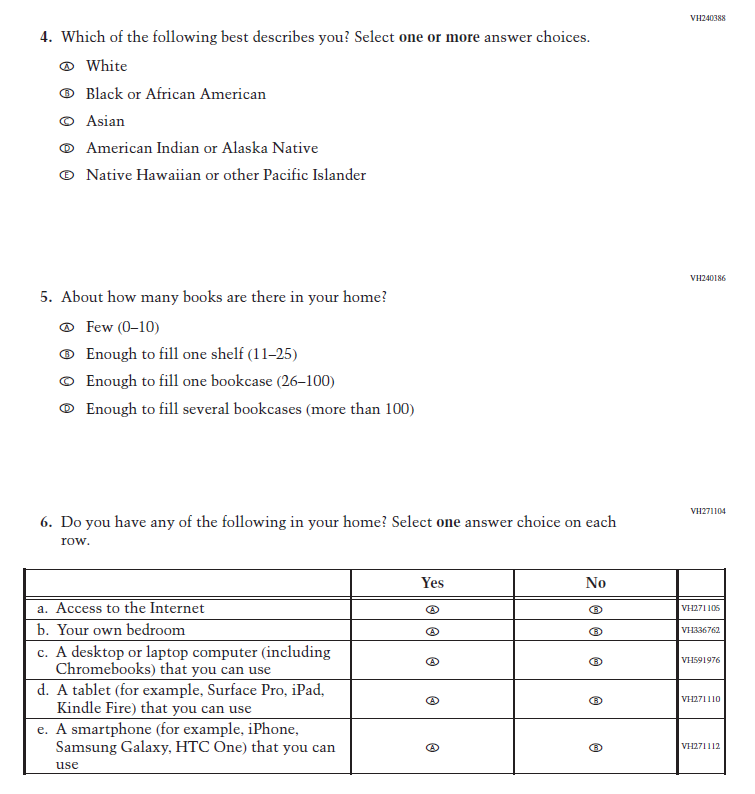 VH240388
4. Which of the following best describes you? Select one or more answer choices.
Ⓐ White
Ⓑ Black or African American
Ⓒ Asian
Ⓓ American Indian or Alaska Native
Ⓔ Native Hawaiian or other Pacific Islander
VH240186
5. About how many books are there in your home?
Ⓐ Few (0–10)
Ⓑ Enough to fill one shelf (11–25)
Ⓒ Enough to fill one bookcase (26–100)
Ⓓ Enough to fill several bookcases (more than 100)
VH271104
6. Do you have any of the following in your home? Select one answer choice on each
row.
Yes No
a. Access to the Internet Ⓐ Ⓑ VH271105
b. Your own bedroom Ⓐ Ⓑ VH336762
c. A desktop or laptop computer (including
Chromebooks) that you can use Ⓐ Ⓑ VH591976
d. A tablet (for example, Surface Pro, iPad,
Kindle Fire) that you can use Ⓐ Ⓑ VH271110
e. A smartphone (for example, iPhone,
Samsung Galaxy, HTC One) that you can Ⓐ Ⓑ VH271112
use